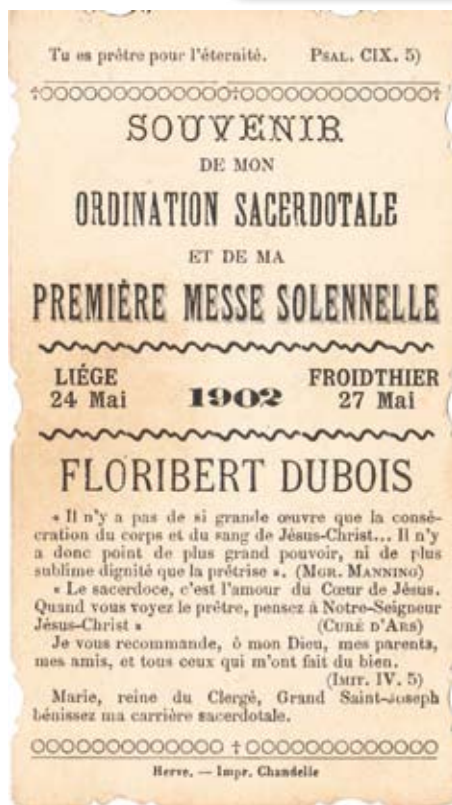 Tu es prêtre pour l'éternité. PSAL. CIX. 5)
SOUVENIR
DE MON
ORDINATION SACERDOTALE
ET DE MA
PREMIÈRE MESSE SOLENNELLE
LIÉGE 1902 FROIDTHIER
24 Mai 27 Mai
FLORIBERT DUBOIS
« Il n'y a pas de si grande œuvre que la consé-
cration du corps et du sang de Jésus-Christ... Il n'y
a donc point de plus grand pouvoir, ni de plus
sublime dignité que la prêtrise ». (MGR. MANNING)
« Le sacerdoce, c'est l'amour du Cœur de Jésus.
Quand vous voyez le prêtre, pensez à Notre-Seigneur
Jésus-Christ » (CURÉ D'ARS)
Je vous recommande, ô mon Dieu, mes parents,
mes amis, et tous ceux qui m'ont fait du bien.
(IMIT. IV. 5)
Marie, reine du Clergé, Grand Saint-Joseph
bénissez ma carrière sacerdotale.
Herve. — Impr. Chandelle